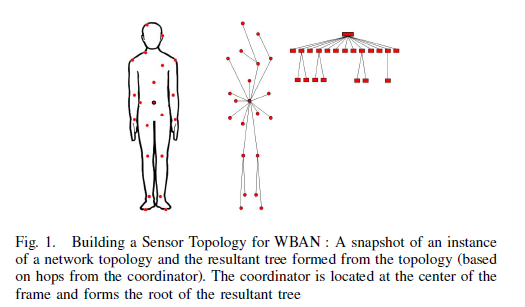 Fig. 1. Building a Sensor Topology for WBAN : A snapshot of an instance
of a network topology and the resultant tree formed from the topology (based
on hops from the coordinator). The coordinator is located at the center of the
frame and forms the root of the resultant tree